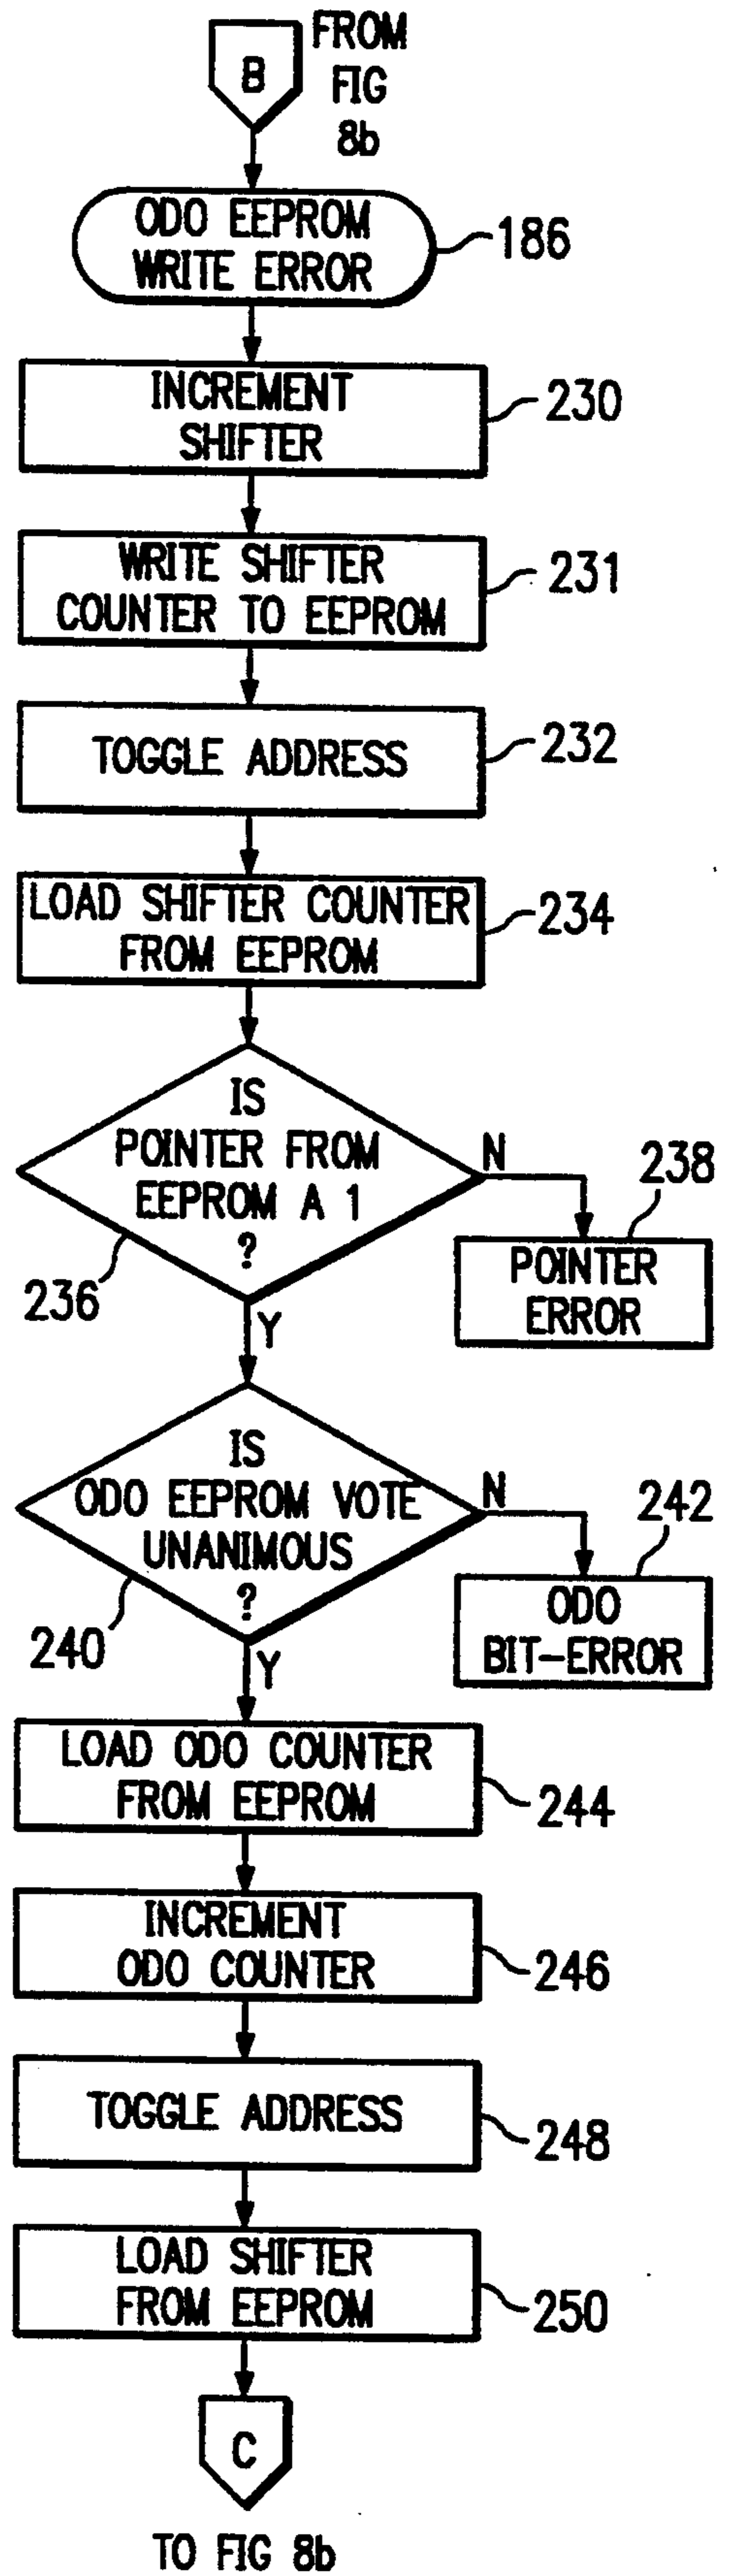 B
FROM
FIG
8b
ODO EEPROM
WRITE ERROR
186
INCREMENT
SHIFTER
230
WRITE SHIFTER
COUNTER TO EEPROM
231
TOGGLE ADDRESS
232
LOAD SHIFTER COUNTER
FROM EEPROM
234
IS
POINTER FROM
EEPROM A 1
?
236
N
238
POINTER
ERROR
Y
IS
ODO EEPROM VOTE
UNANIMOUS
?
240
N
242
ODO
BIT-ERROR
Y
LOAD ODO COUNTER
FROM EEPROM
244
INCREMENT
ODO COUNTER
246
TOGGLE ADDRESS
248
LOAD SHIFTER
FROM EEPROM
250
C
TO FIG 8b